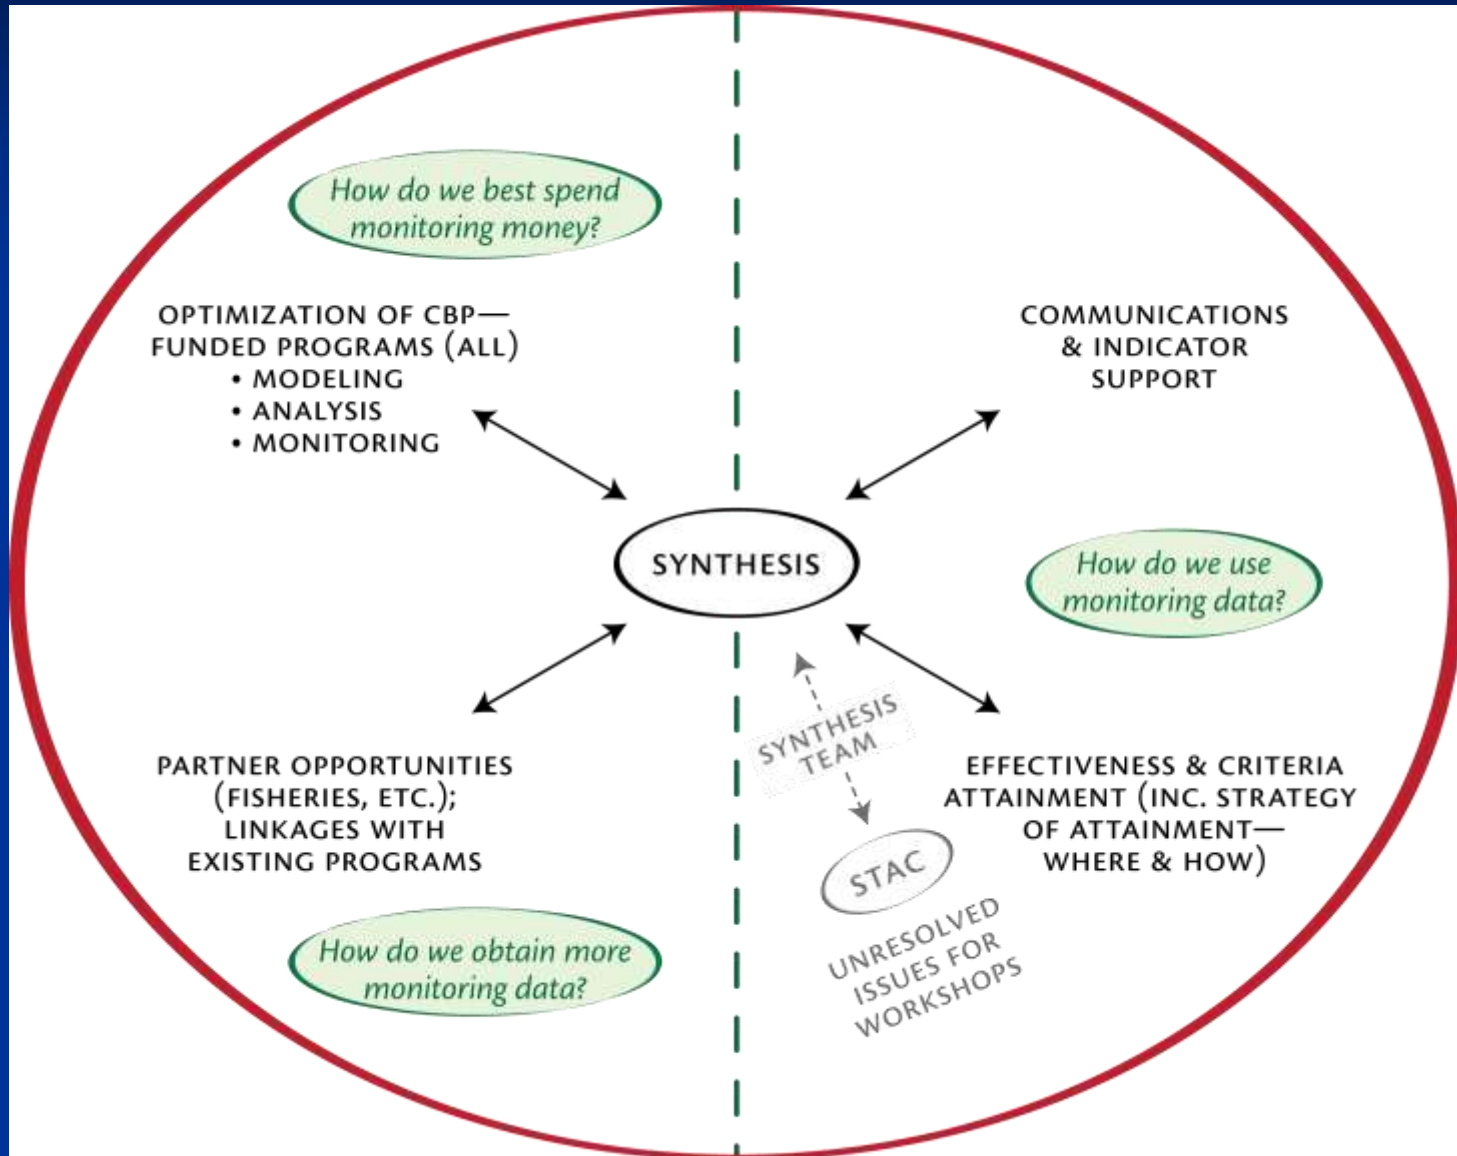 How do we best spend
monitoring money?
OPTIMIZATION OF CBP—
FUNDED PROGRAMS (ALL)
• MODELING
• ANALYSIS
• MONITORING
COMMUNICATIONS
& INDICATOR
SUPPORT
SYNTHESIS
How do we use
monitoring data?
PARTNER OPPORTUNITIES
(FISHERIES, ETC.);
LINKAGES WITH
EXISTING PROGRAMS
How do we obtain more
monitoring data?
SYNTHESIS
TEAM
STAC
UNRESOLVED
ISSUES FOR
WORKSHOPS
EFFECTIVENESS & CRITERIA
ATTAINMENT (INC. STRATEGY
OF ATTAINMENT—
WHERE & HOW)